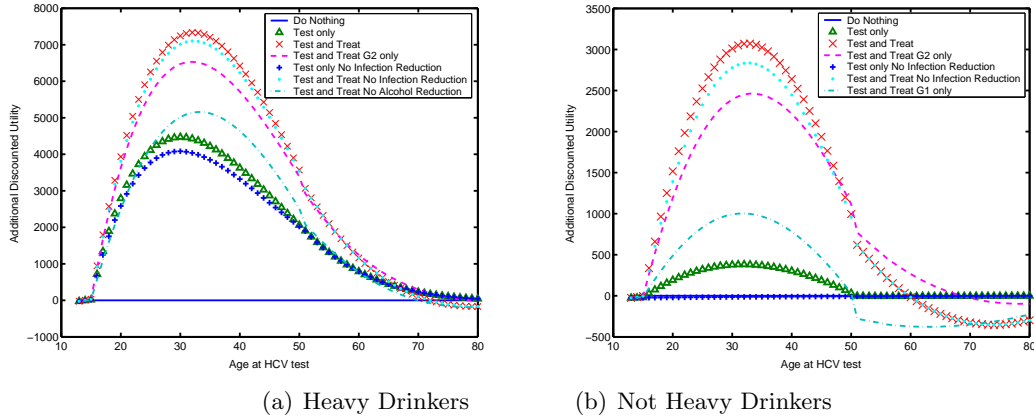 Do Nothing
Test only
Test and Treat
Test and Treat G2 only
Test only No Infection Reduction
Test and Treat No Infection Reduction
Test and Treat No Alcohol Reduction
8000
7000
6000
5000
4000
3000
2000
1000
0
−1000
Additional Discounted Utility
10 20 30 40 50 60 70 80
Age at HCV test
(a) Heavy Drinkers
Do Nothing
Test only
Test and Treat
Test and Treat G2 only
Test only No Infection Reduction
Test and Treat No Infection Reduction
Test and Treat G1 only
3500
3000
2500
2000
1500
1000
500
0
−500
Additional Discounted Utility
10 20 30 40 50 60 70 80
Age at HCV test
(b) Not Heavy Drinkers